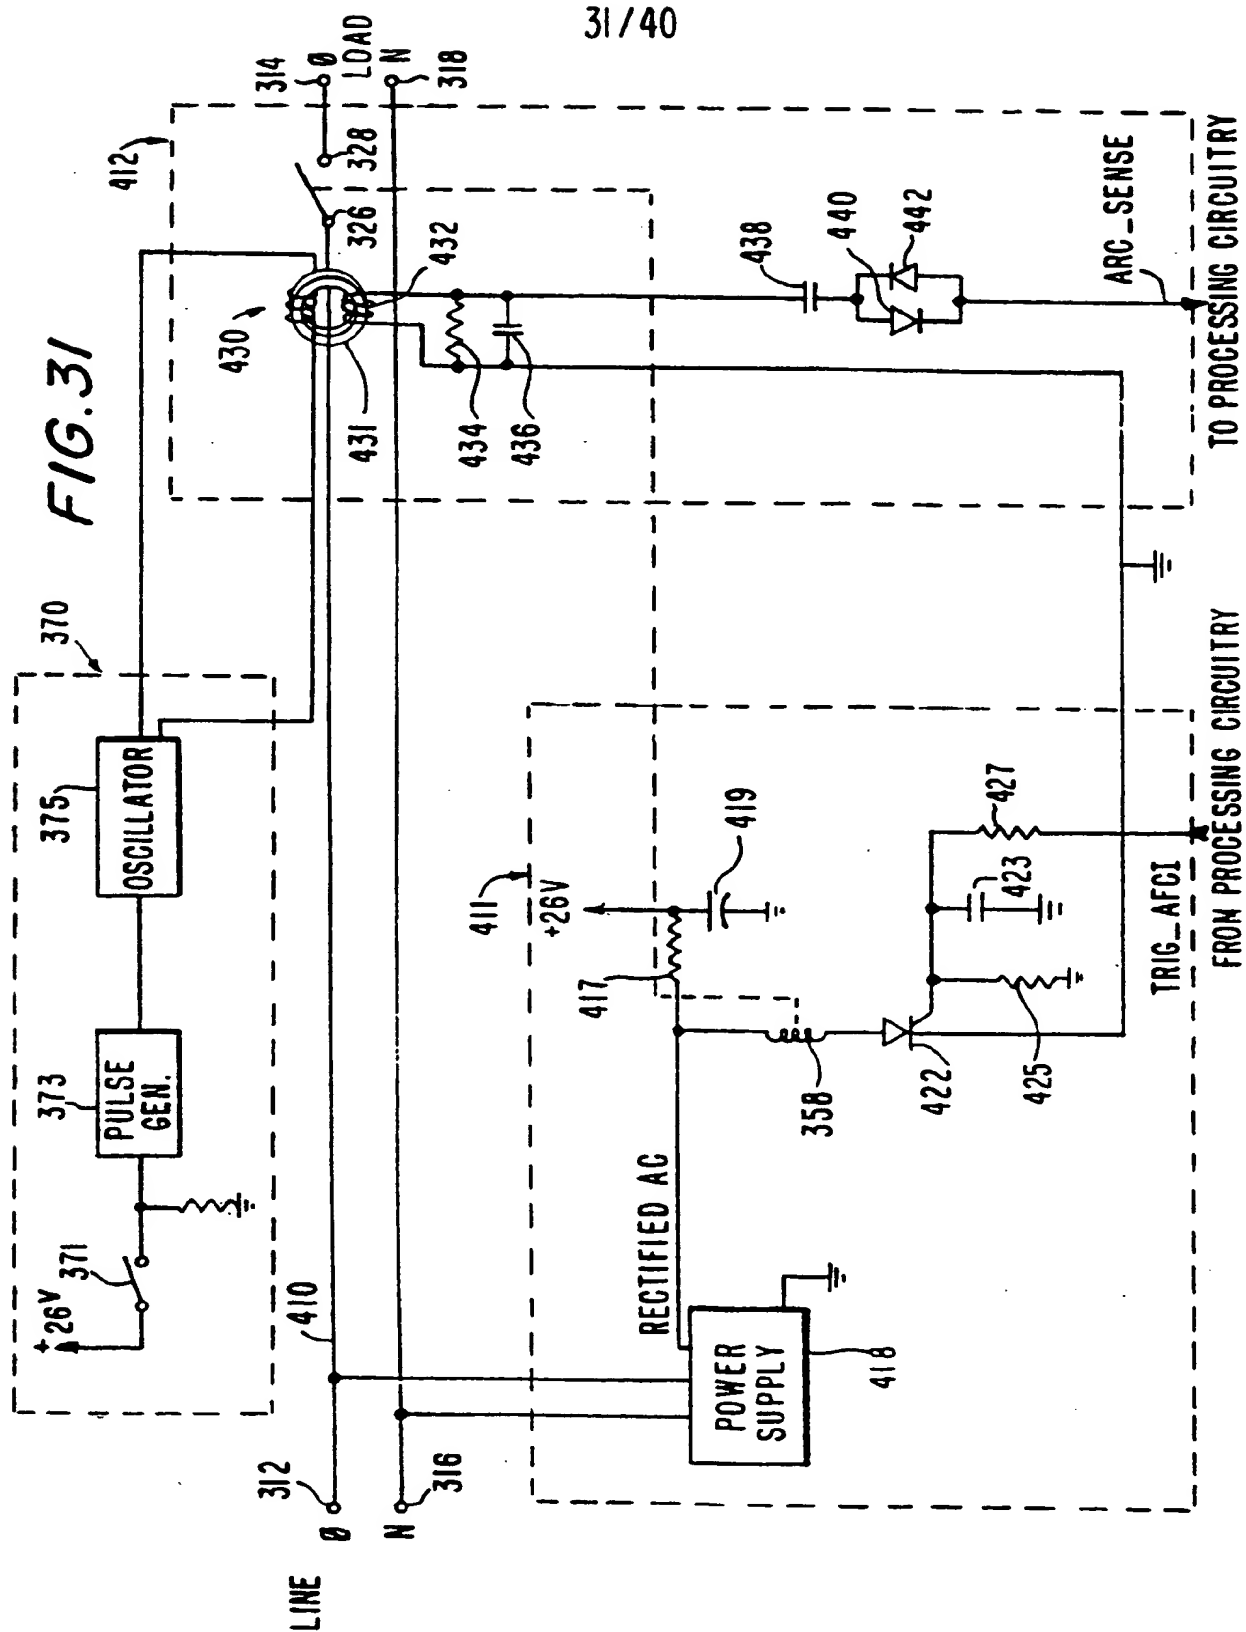 31/40
FIG.31
370
+26V
371
373
PULSE
GEN.
375
OSCILLATOR
412
430
431
432
326
328
314
Ø
LOAD
N
318
434
436
438
440
442
ARC_SENSE
TO PROCESSING CIRCUITRY
LINE
Ø
312
N
316
410
411
+26V
417
419
RECTIFIED AC
POWER
SUPPLY
418
358
422
425
423
427
TRIG_AFCI
FROM PROCESSING CIRCUITRY